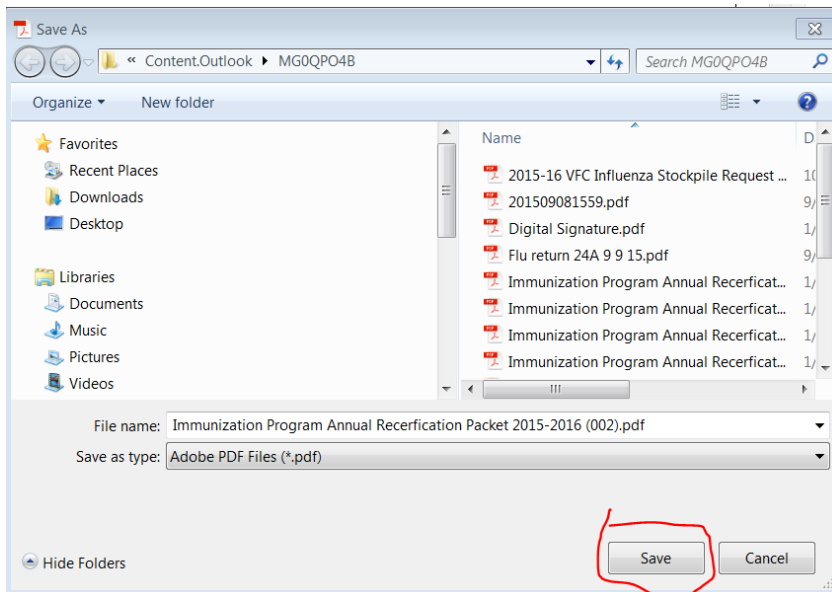 Save As
« Content.Outlook ▸ MG0QPO4B
Search MG0QPO4B
Organize ▾ New folder
Favorites
Recent Places
Downloads
Desktop
Libraries
Documents
Music
Pictures
Videos
Name D
2015-16 VFC Influenza Stockpile Request ... 10
201509081559.pdf 9/
Digital Signature.pdf 1/
Flu return 24A 9 9 15.pdf 9/
Immunization Program Annual Recerficat... 1/
Immunization Program Annual Recerficat... 1/
Immunization Program Annual Recerficat... 1/
Immunization Program Annual Recerficat... 1/
File name: Immunization Program Annual Recerfication Packet 2015-2016 (002).pdf
Save as type: Adobe PDF Files (*.pdf)
Hide Folders
Save
Cancel